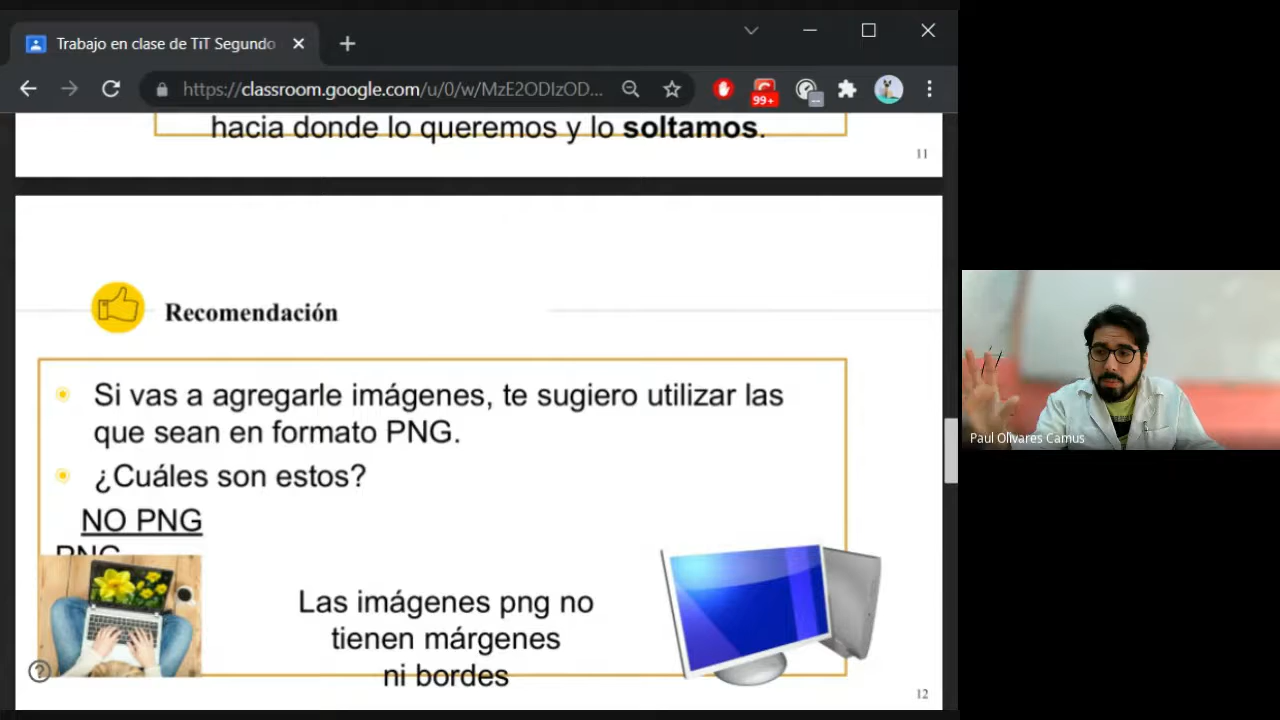 Trabajo en clase de TiT Segundo
https://classroom.google.com/u/0/w/MzE2ODIzOD...
99+
hacia donde lo queremos y lo soltamos.
11
Recomendación
Si vas a agregarle imágenes, te sugiero utilizar las
que sean en formato PNG.
¿Cuáles son estos?
NO PNG
PNG
Las imágenes png no
tienen márgenes
ni bordes
12
Paul Olivares Camus